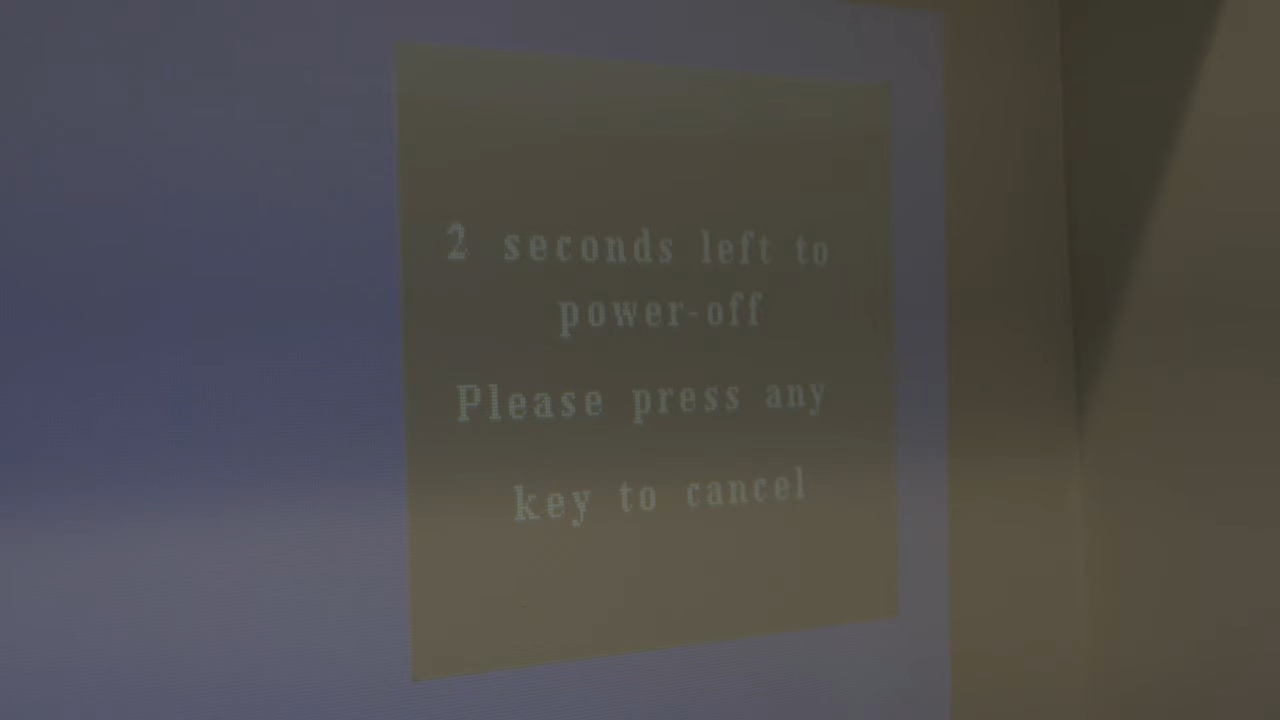 2 seconds left to
power-off
Please press any
key to cancel